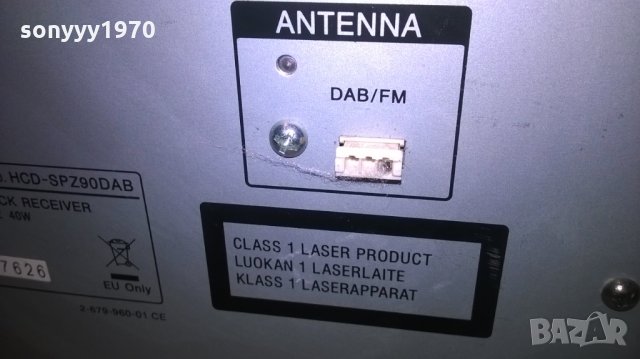 sonyyy1970
ANTENNA
DAB/FM
HCD-SPZ90DAB
RECEIVER
40W
7626
EU Only
2-679-960-01 CE
CLASS 1 LASER PRODUCT
LUOKAN 1 LASERLAITE
KLASS 1 LASERAPPARAT
BAZAR